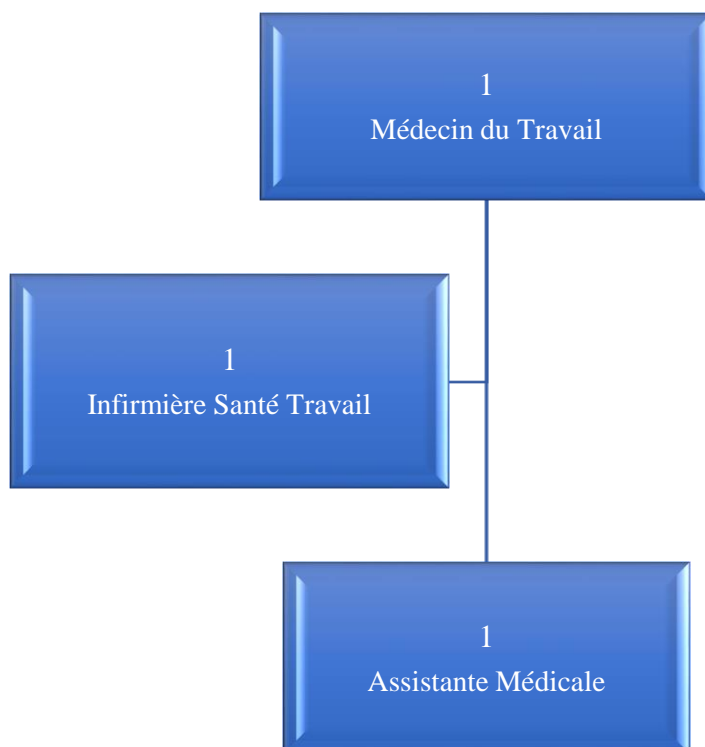 1
Médecin du Travail
1
Infirmière Santé Travail
1
Assistante Médicale